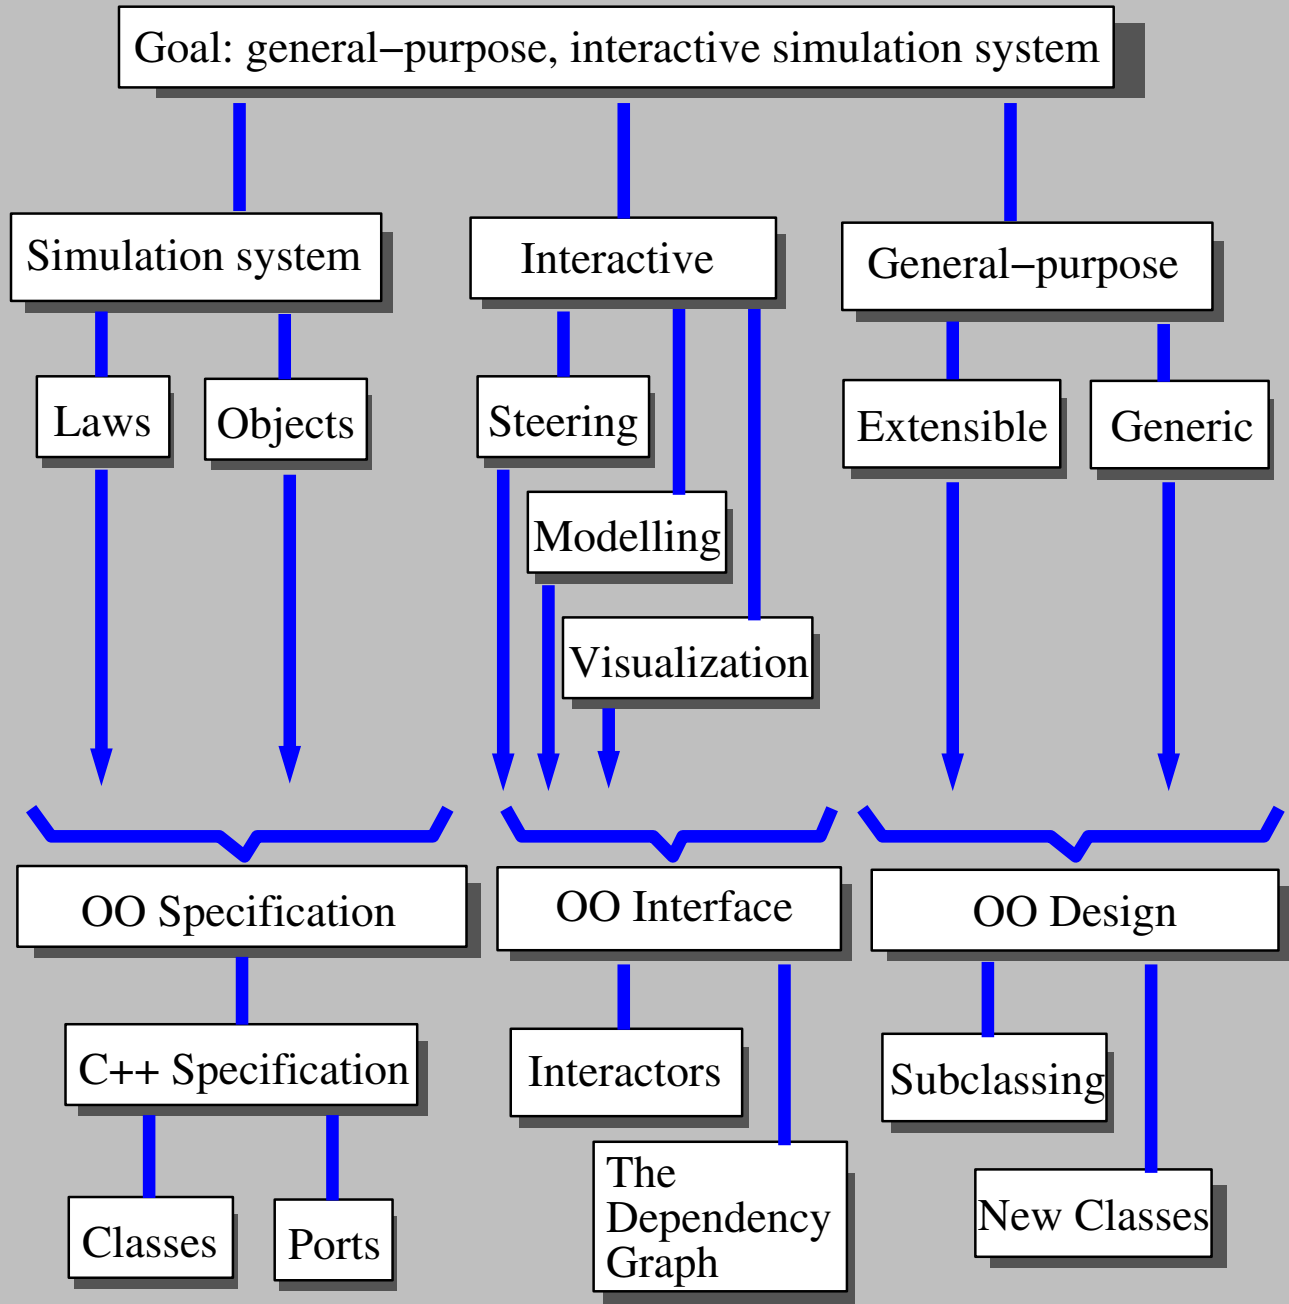 Goal: general−purpose, interactive simulation system
Simulation system
Interactive
General−purpose
Laws
Objects
Steering
Extensible
Generic
Modelling
Visualization
OO Specification
OO Interface
OO Design
C++ Specification
Interactors
Subclassing
Classes
Ports
The
Dependency
Graph
New Classes